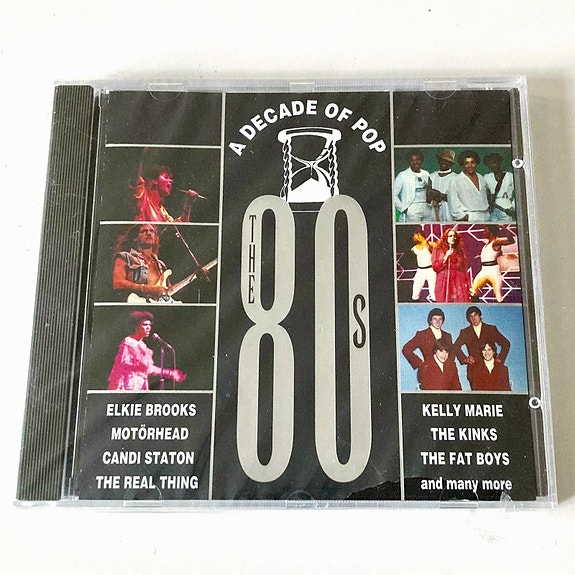 A DECADE OF POP
THE
80s
ELKIE BROOKS
MOTÖRHEAD
CANDI STATON
THE REAL THING
KELLY MARIE
THE KINKS
THE FAT BOYS
and many more